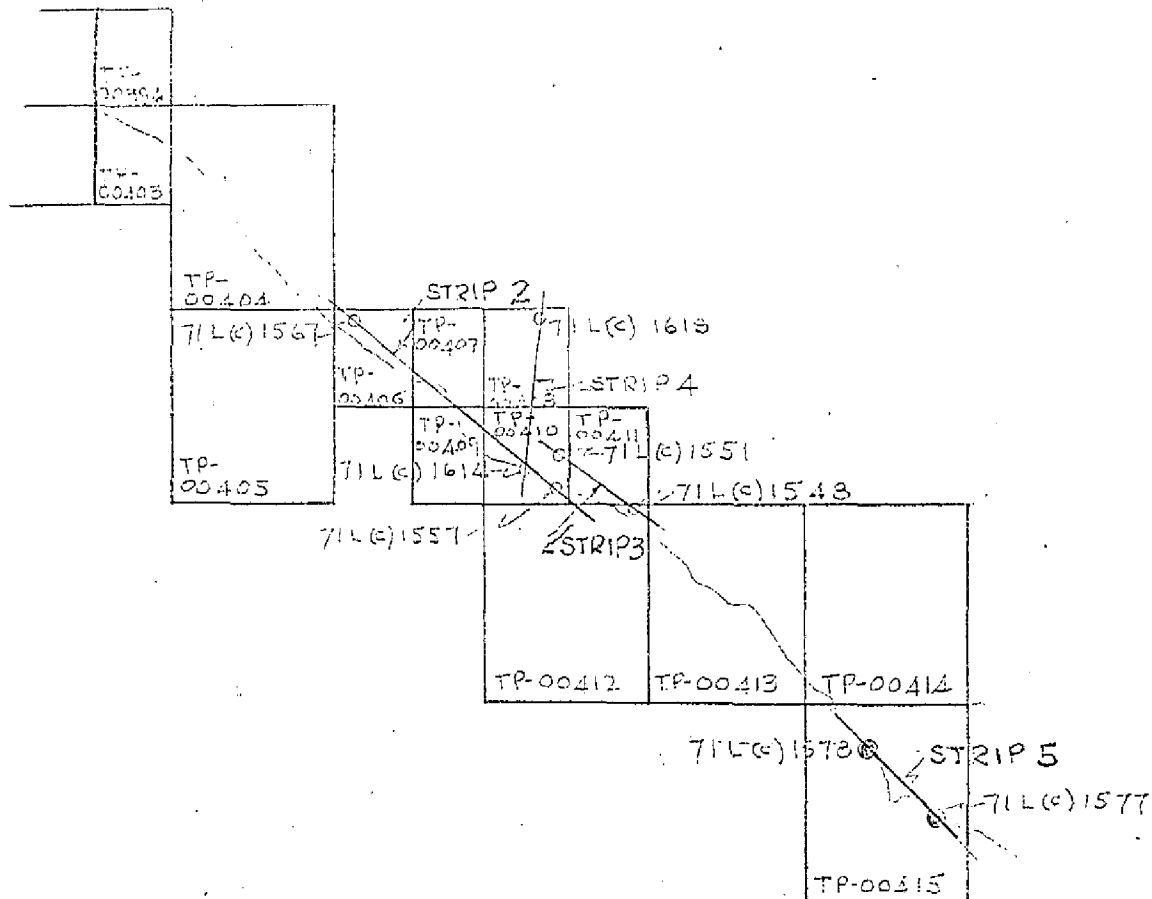 TP-
00403
TP-
00404
STRIP 2
71L(c) 1567
TP-
00407
71L(c) 1613
TP-
00406
TP-
STRIP 4
TP-
00409
TP-
00410
TP-
00411
71L(c)1551
71L(c) 1614
TP-
00405
71L(c)1548
71L(c)1557
STRIP3
TP-00412
TP-00413
TP-00414
71L(c)1578
STRIP 5
71L(c)1577
TP-00415